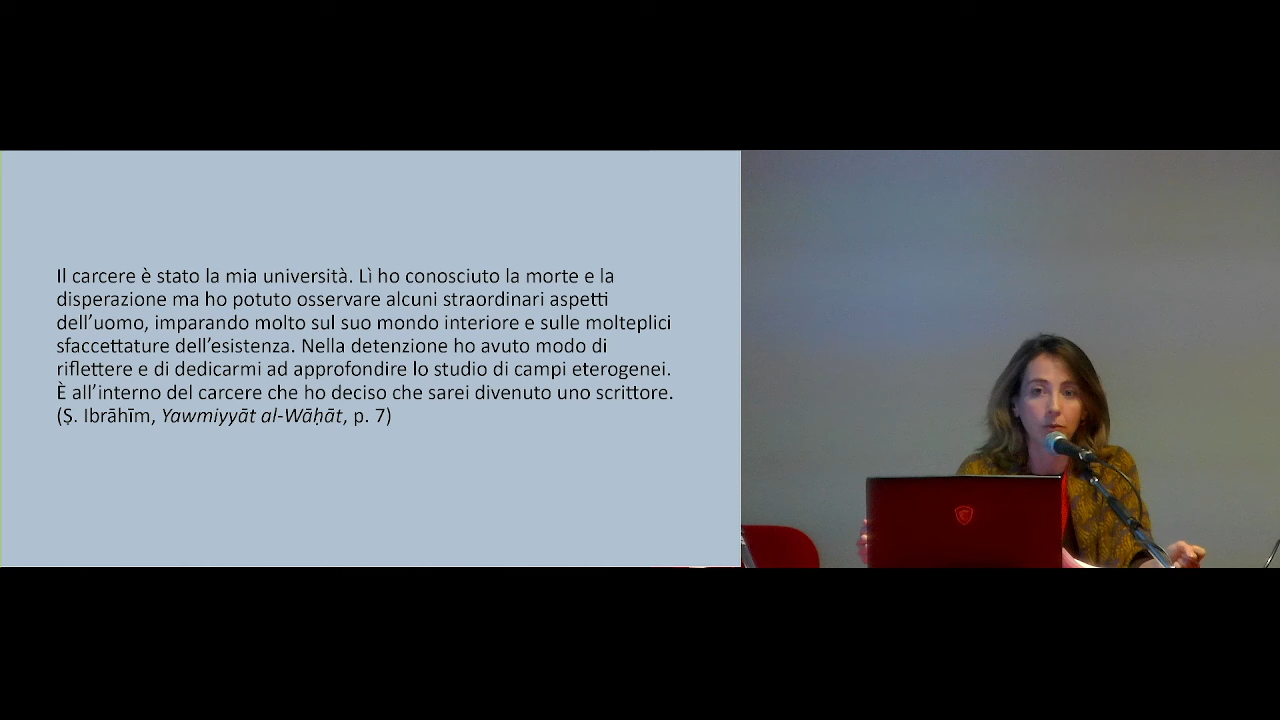 Il carcere è stato la mia università. Lì ho conosciuto la morte e la
disperazione ma ho potuto osservare alcuni straordinari aspetti
dell’uomo, imparando molto sul suo mondo interiore e sulle molteplici
sfaccettature dell’esistenza. Nella detenzione ho avuto modo di
riflettere e di dedicarmi ad approfondire lo studio di campi eterogenei.
È all’interno del carcere che ho deciso che sarei divenuto uno scrittore.
(Ṣ. Ibrāhīm, Yawmiyyāt al-Wāḥāt, p. 7)